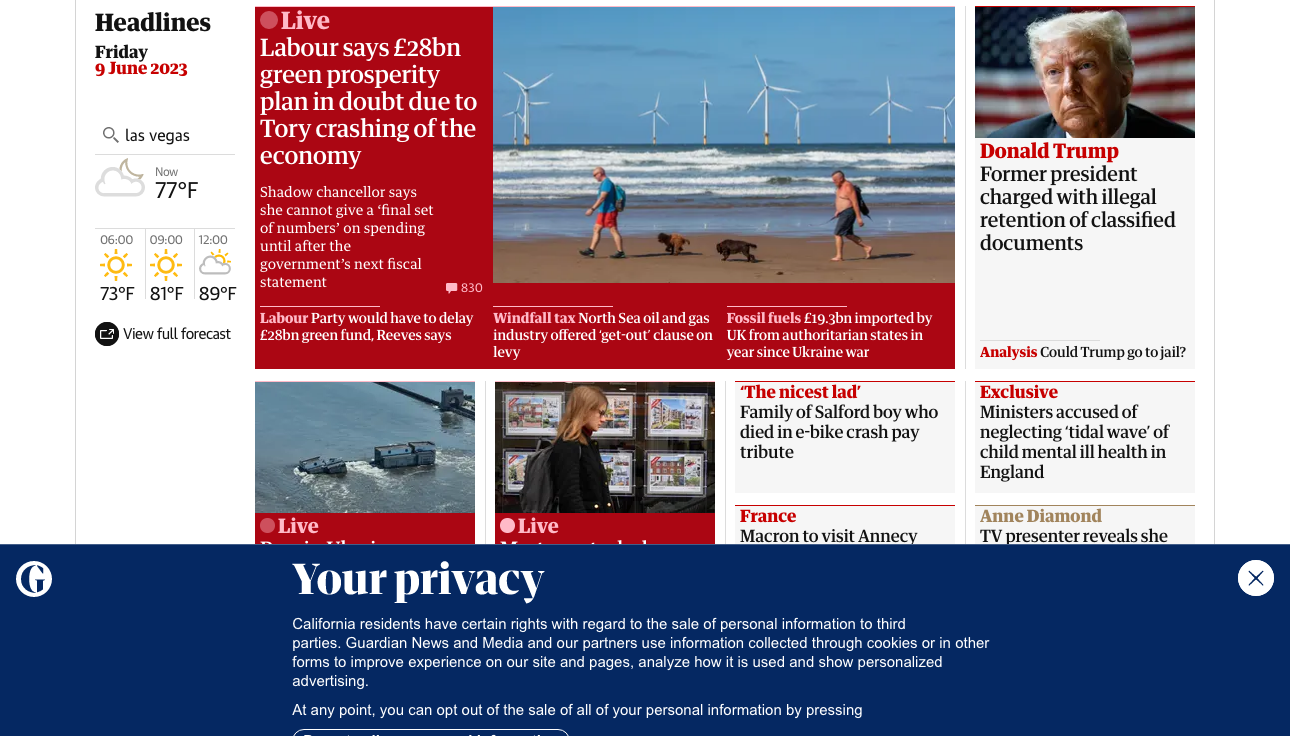 Headlines
Friday
9 June 2023
las vegas
Now
77°F
06:00
73°F
09:00
81°F
12:00
89°F
View full forecast
Live
Labour says £28bn
green prosperity
plan in doubt due to
Tory crashing of the
economy
Shadow chancellor says
she cannot give a ‘final set
of numbers’ on spending
until after the
government’s next fiscal
statement
830
Labour Party would have to delay
£28bn green fund, Reeves says
Windfall tax North Sea oil and gas
industry offered ‘get-out’ clause on
levy
Fossil fuels £19.3bn imported by
UK from authoritarian states in
year since Ukraine war
Donald Trump
Former president
charged with illegal
retention of classified
documents
Analysis Could Trump go to jail?
Live
Live
‘The nicest lad’
Family of Salford boy who
died in e-bike crash pay
tribute
France
Macron to visit Annecy
Exclusive
Ministers accused of
neglecting ‘tidal wave’ of
child mental ill health in
England
Anne Diamond
TV presenter reveals she
Your privacy
California residents have certain rights with regard to the sale of personal information to third
parties. Guardian News and Media and our partners use information collected through cookies or in other
forms to improve experience on our site and pages, analyze how it is used and show personalized
advertising.
At any point, you can opt out of the sale of all of your personal information by pressing